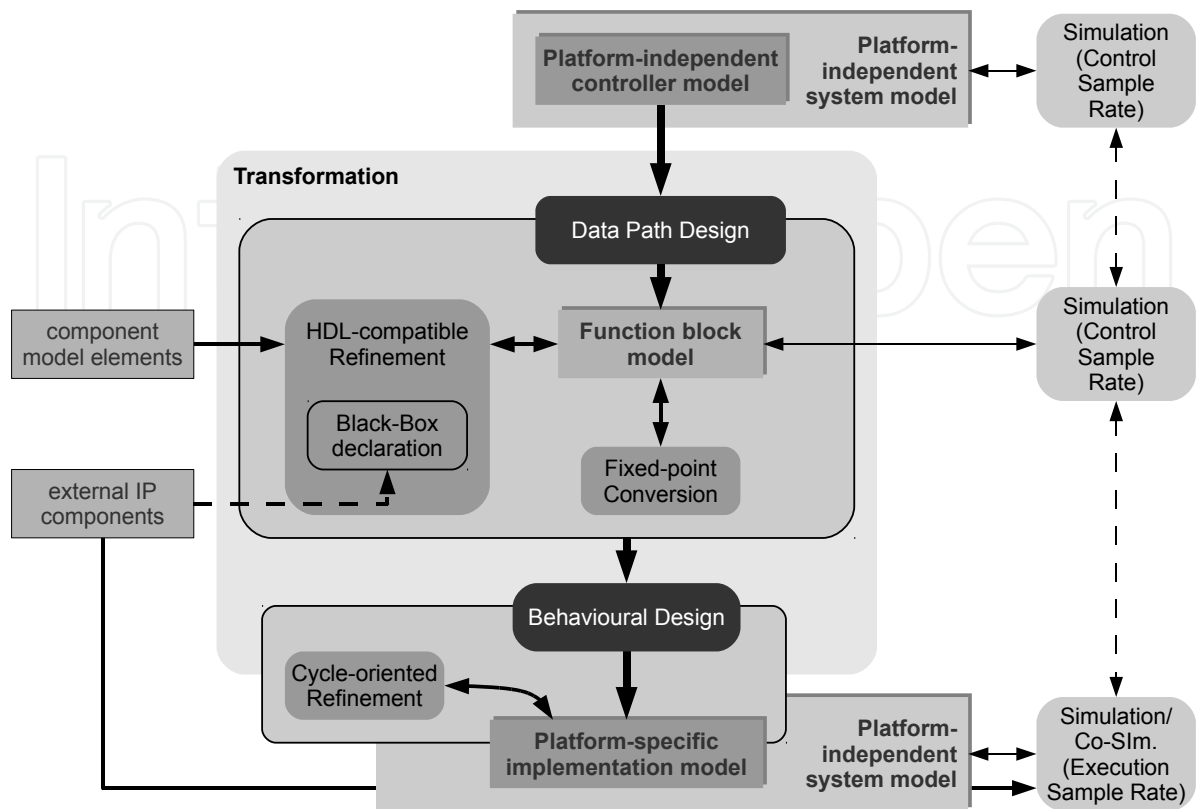 Platform-independent
controller model
Platform-
independent
system model
Simulation
(Control
Sample
Rate)
Transformation
Data Path Design
component
model elements
HDL-compatible
Refinement
Function block
model
Simulation
(Control
Sample
Rate)
Black-Box
declaration
Fixed-point
Conversion
external IP
components
Behavioural Design
Cycle-oriented
Refinement
Platform-specific
implementation model
Platform-
independent
system model
Simulation/
Co-SIm.
(Execution
Sample Rate)